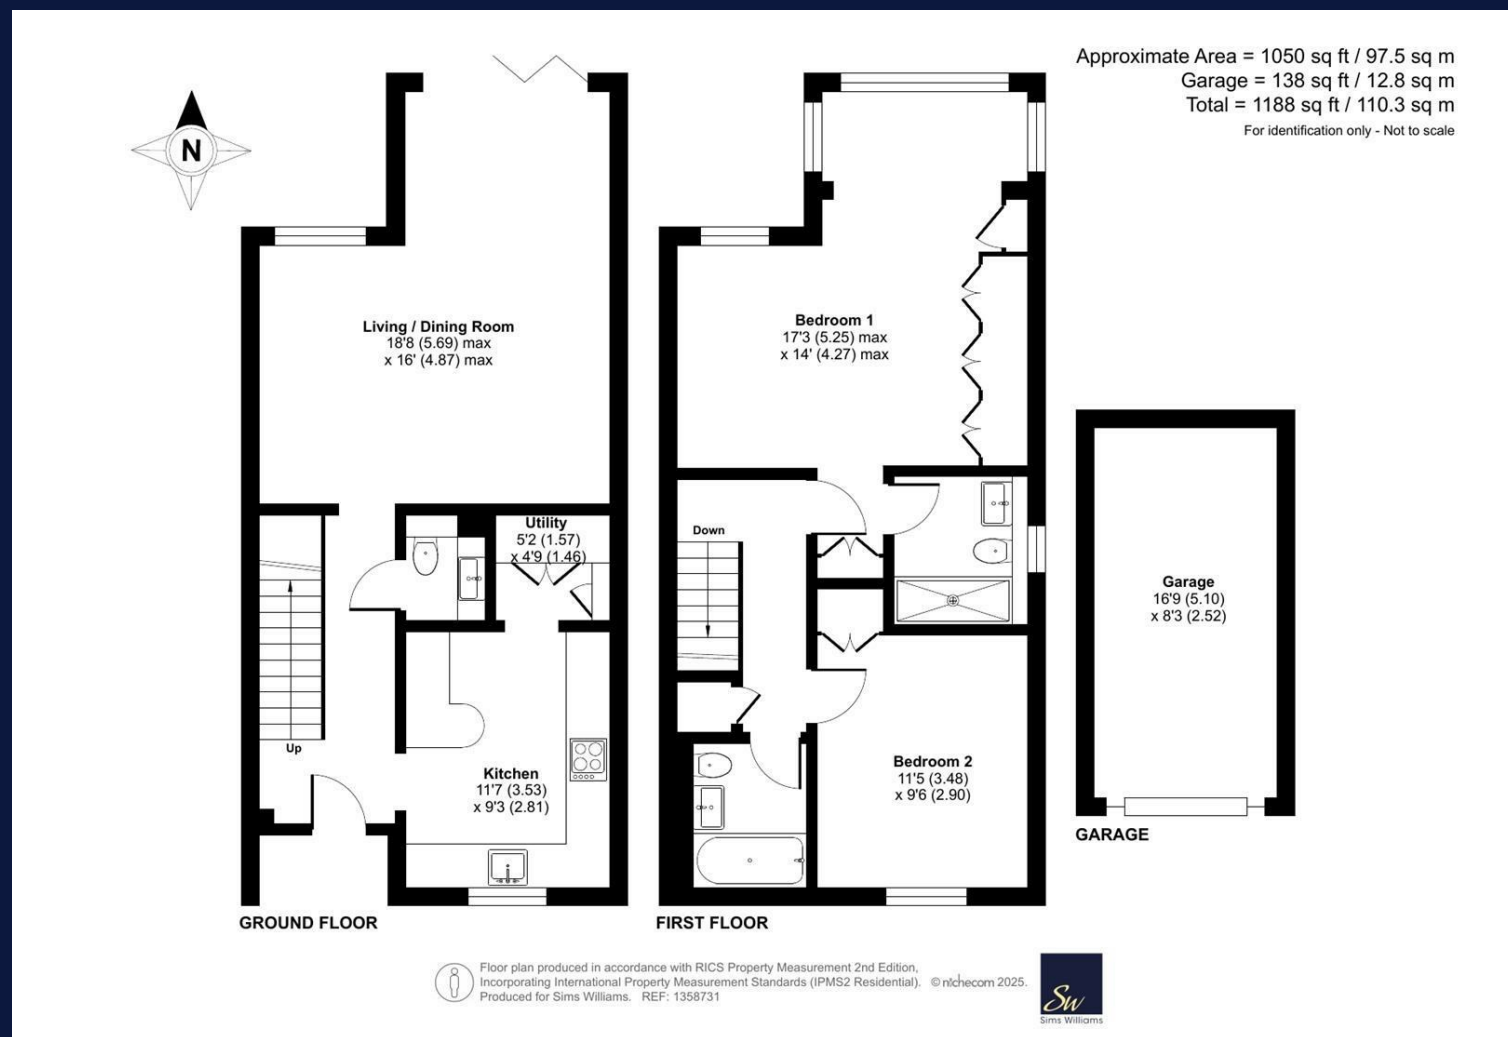 Approximate Area = 1050 sq ft / 97.5 sq m
Garage = 138 sq ft / 12.8 sq m
Total = 1188 sq ft / 110.3 sq m
For identification only - Not to scale
N
Living / Dining Room
18'8 (5.69) max
x 16' (4.87) max
Utility
5'2 (1.57)
x 4'9 (1.46)
Up
Kitchen
11'7 (3.53)
x 9'3 (2.81)
GROUND FLOOR
Bedroom 1
17'3 (5.25) max
x 14' (4.27) max
Down
Bedroom 2
11'5 (3.48)
x 9'6 (2.90)
FIRST FLOOR
Garage
16'9 (5.10)
x 8'3 (2.52)
GARAGE
Floor plan produced in accordance with RICS Property Measurement 2nd Edition,
Incorporating International Property Measurement Standards (IPMS2 Residential). © nichecom 2025.
Produced for Sims Williams. REF: 1358731
Sw
Sims Williams